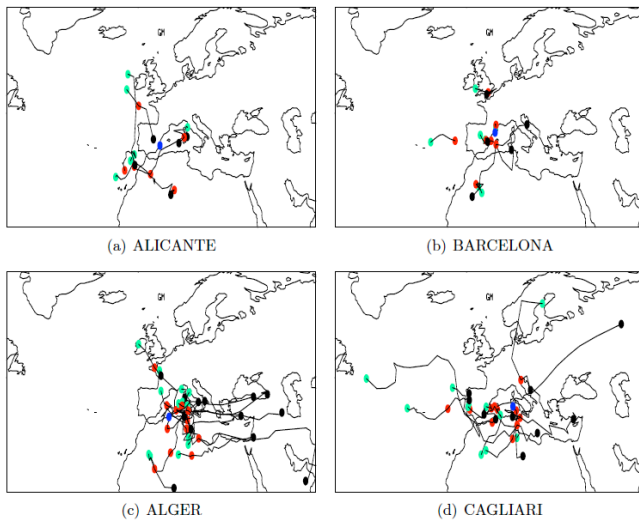 GM
GM
(a) ALICANTE
(b) BARCELONA
GM
GM
(c) ALGER
(d) CAGLIARI